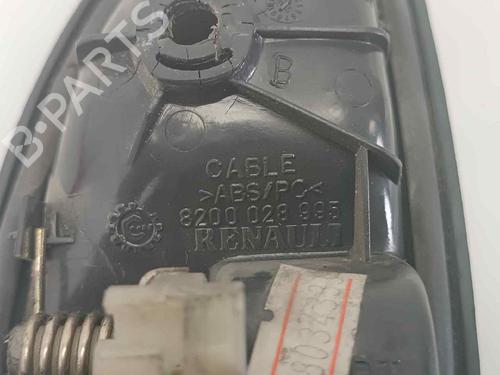 B-PARTS
B
CABLE
>ABS/PC<
8200 028 995
RENAULT